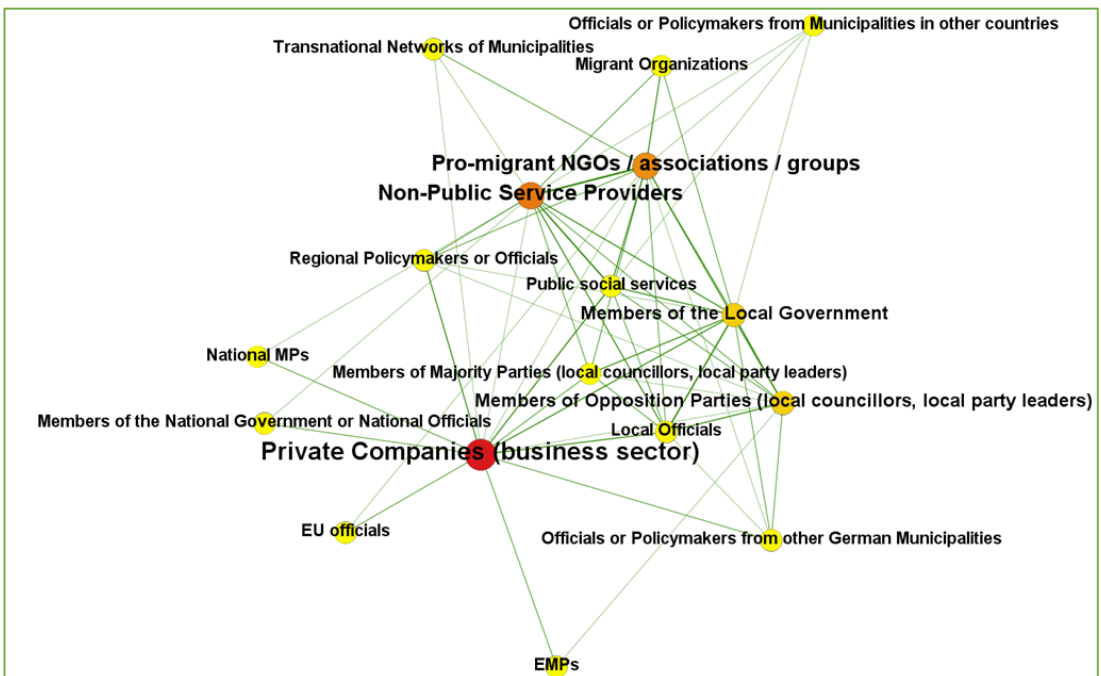 Officials or Policymakers from Municipalities in other countries
Transnational Networks of Municipalities
Migrant Organizations
Pro-migrant NGOs / associations / groups
Non-Public Service Providers
Regional Policymakers or Officials
Public social services
Members of the Local Government
National MPs
Members of Majority Parties (local councillors, local party leaders)
Members of Opposition Parties (local councillors, local party leaders)
Members of the National Government or National Officials
Local Officials
Private Companies (business sector)
EU officials
Officials or Policymakers from other German Municipalities
EMPs